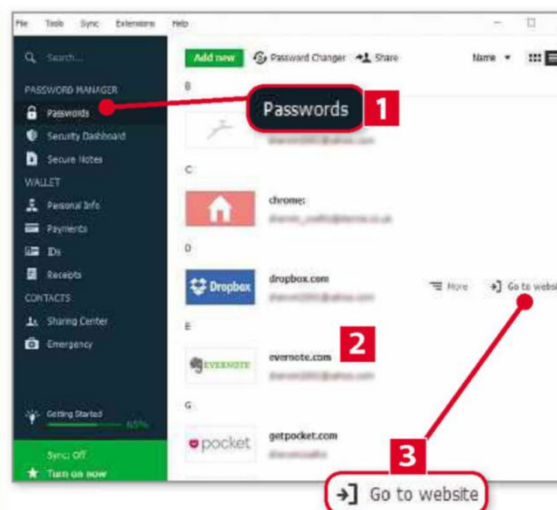 File Tools Sync Extensions Help
Search...
Add new Password Changer Share Name
PASSWORD MANAGER
B
Passwords
Passwords 1
Security Dashboard
Secure Notes
C
WALLET
chrome:
Personal Info
Payments
D
IDs
Dropbox dropbox.com
More Go to website
Receipts
CONTACTS
Sharing Center
E
Emergency
EVERNOTE evernote.com 2
G
Getting Started
65%
pocket getpocket.com
3
Sync: Off
Turn on now
Go to website